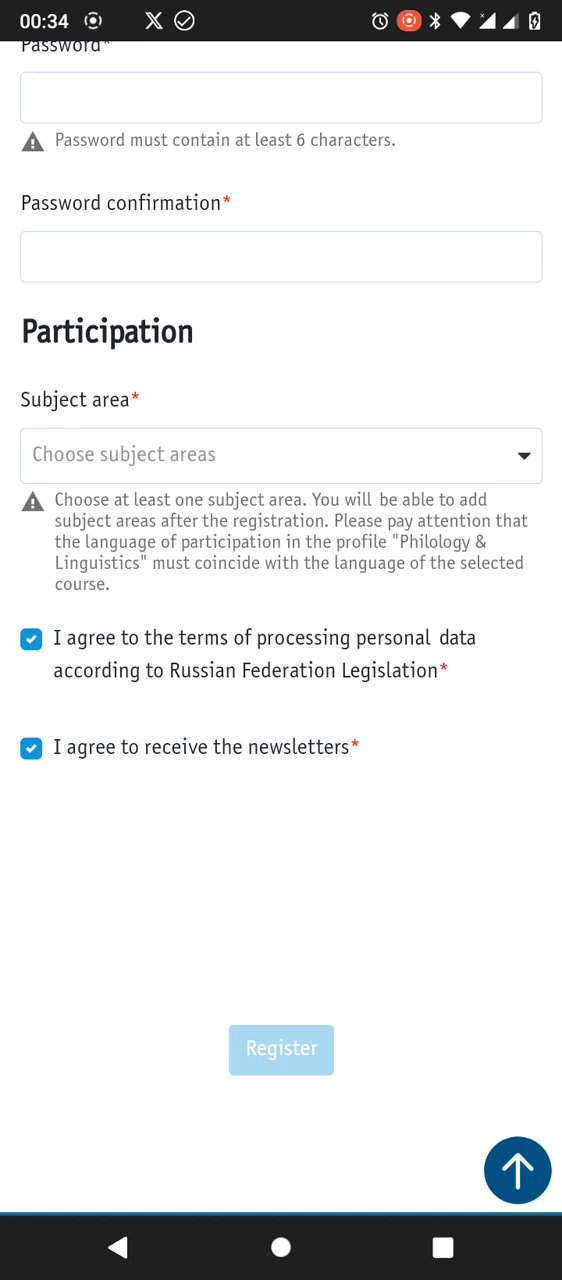 00:34
Password*
Password must contain at least 6 characters.
Password confirmation*
Participation
Subject area*
Choose subject areas
Choose at least one subject area. You will be able to add
subject areas after the registration. Please pay attention that
the language of participation in the profile "Philology &
Linguistics" must coincide with the language of the selected
course.
I agree to the terms of processing personal data
according to Russian Federation Legislation*
I agree to receive the newsletters*
Register